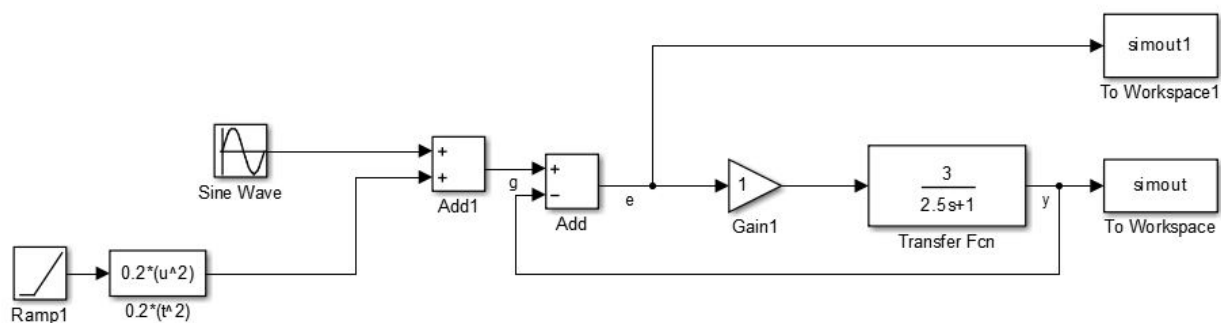 simout1
To Workspace1
Sine Wave
+
+
Add1
g
+
−
Add
e
1
Gain1
3
2.5s+1
Transfer Fcn
y
simout
To Workspace
Ramp1
0.2*(u^2)
0.2*(t^2)